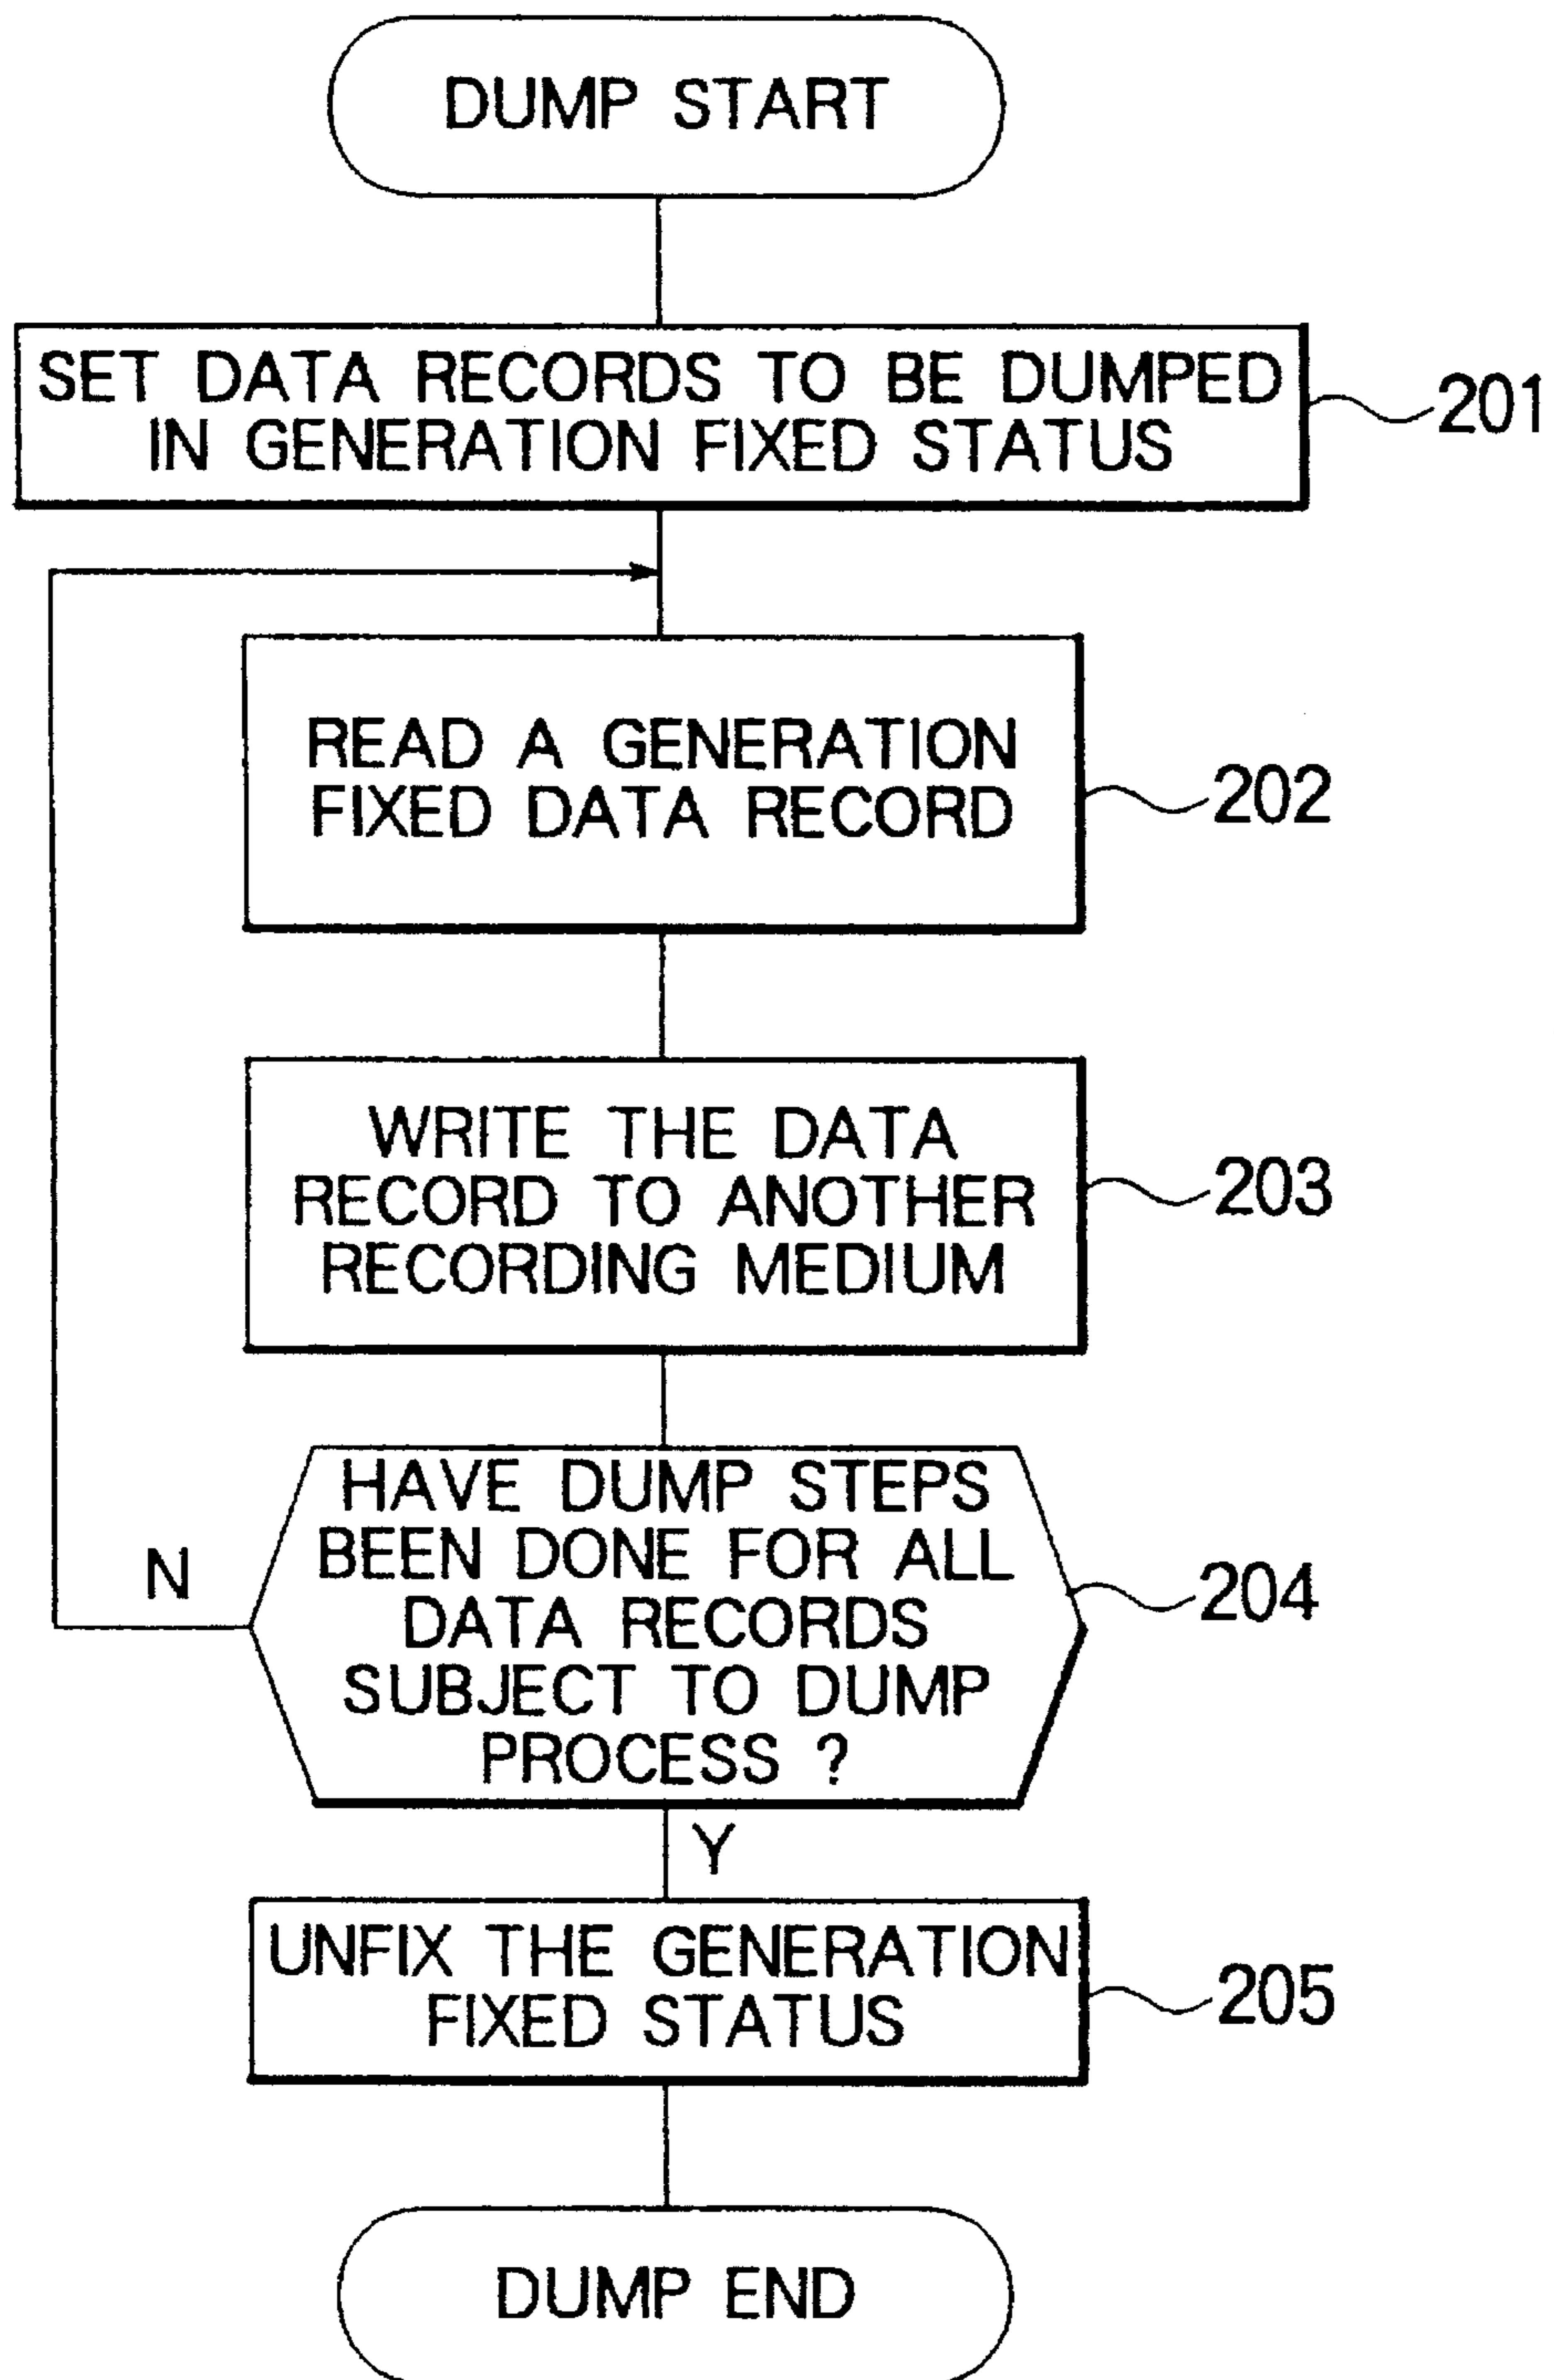 DUMP START
SET DATA RECORDS TO BE DUMPED
IN GENERATION FIXED STATUS
201
READ A GENERATION
FIXED DATA RECORD
202
WRITE THE DATA
RECORD TO ANOTHER
RECORDING MEDIUM
203
HAVE DUMP STEPS
BEEN DONE FOR ALL
DATA RECORDS
SUBJECT TO DUMP
PROCESS ?
N
204
Y
UNFIX THE GENERATION
FIXED STATUS
205
DUMP END